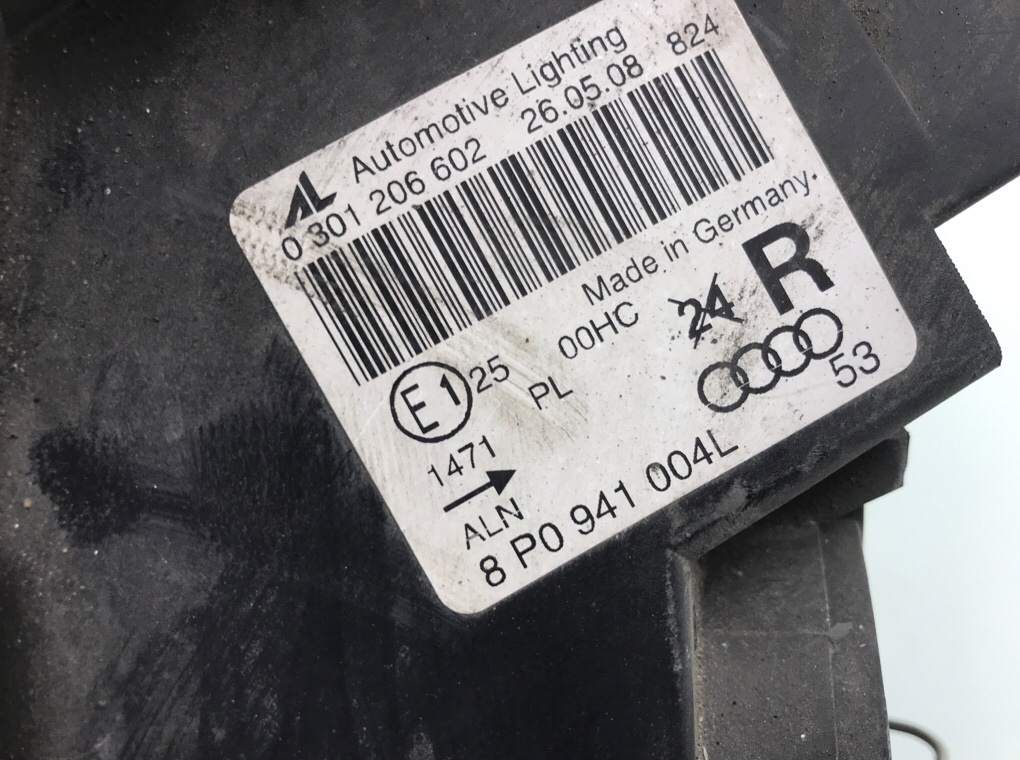 AL Automotive Lighting
0 301 206 602 26.05.08 824
Made in Germany.
E1 25 00HC 24 R
PL
1471 53
ALN
8 P0 941 004L